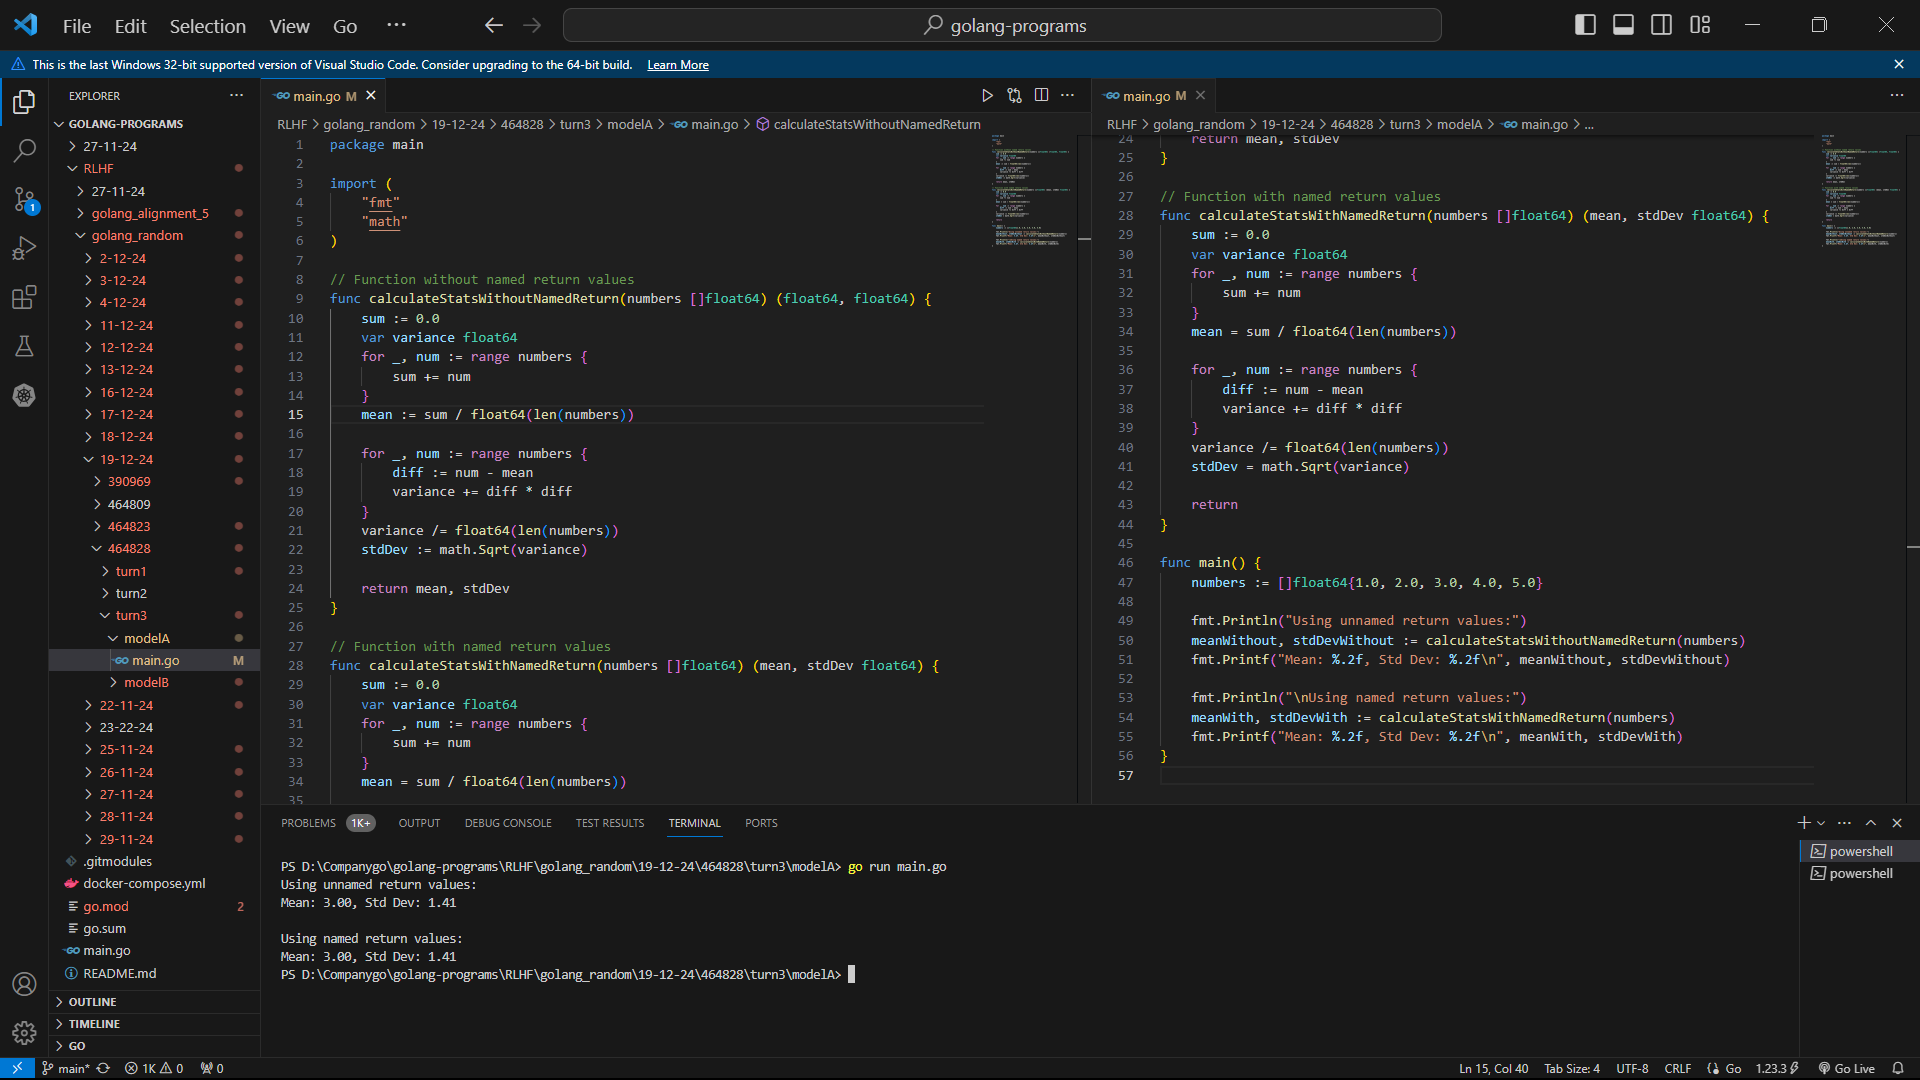 File Edit Selection View Go ··· golang-programs
This is the last Windows 32-bit supported version of Visual Studio Code. Consider upgrading to the 64-bit build. Learn More
EXPLORER
GOLANG-PROGRAMS
27-11-24
RLHF
27-11-24
golang_alignment_5
golang_random
2-12-24
3-12-24
4-12-24
11-12-24
12-12-24
13-12-24
16-12-24
17-12-24
18-12-24
19-12-24
390969
464809
464823
464828
turn1
turn2
turn3
modelA
GO main.go M
modelB
22-11-24
23-22-24
25-11-24
26-11-24
27-11-24
28-11-24
29-11-24
.gitmodules
docker-compose.yml
go.mod 2
go.sum
GO main.go
README.md
OUTLINE
TIMELINE
GO
1
GO main.go M
RLHF > golang_random > 19-12-24 > 464828 > turn3 > modelA > GO main.go > calculateStatsWithoutNamedReturn
1 package main
2
3 import (
4 "fmt"
5 "math"
6 )
7
8 // Function without named return values
9 func calculateStatsWithoutNamedReturn(numbers []float64) (float64, float64) {
10 sum := 0.0
11 var variance float64
12 for _, num := range numbers {
13 sum += num
14 }
15 mean := sum / float64(len(numbers))
16
17 for _, num := range numbers {
18 diff := num - mean
19 variance += diff * diff
20 }
21 variance /= float64(len(numbers))
22 stdDev := math.Sqrt(variance)
23
24 return mean, stdDev
25 }
26
27 // Function with named return values
28 func calculateStatsWithNamedReturn(numbers []float64) (mean, stdDev float64) {
29 sum := 0.0
30 var variance float64
31 for _, num := range numbers {
32 sum += num
33 }
34 mean = sum / float64(len(numbers))
35
GO main.go M
RLHF > golang_random > 19-12-24 > 464828 > turn3 > modelA > GO main.go > ...
24 return mean, stdDev
25 }
26
27 // Function with named return values
28 func calculateStatsWithNamedReturn(numbers []float64) (mean, stdDev float64) {
29 sum := 0.0
30 var variance float64
31 for _, num := range numbers {
32 sum += num
33 }
34 mean = sum / float64(len(numbers))
35
36 for _, num := range numbers {
37 diff := num - mean
38 variance += diff * diff
39 }
40 variance /= float64(len(numbers))
41 stdDev = math.Sqrt(variance)
42
43 return
44 }
45
46 func main() {
47 numbers := []float64{1.0, 2.0, 3.0, 4.0, 5.0}
48
49 fmt.Println("Using unnamed return values:")
50 meanWithout, stdDevWithout := calculateStatsWithoutNamedReturn(numbers)
51 fmt.Printf("Mean: %.2f, Std Dev: %.2f\n", meanWithout, stdDevWithout)
52
53 fmt.Println("\nUsing named return values:")
54 meanWith, stdDevWith := calculateStatsWithNamedReturn(numbers)
55 fmt.Printf("Mean: %.2f, Std Dev: %.2f\n", meanWith, stdDevWith)
56 }
57
PROBLEMS 1K+ OUTPUT DEBUG CONSOLE TEST RESULTS TERMINAL PORTS
PS D:\Companygo\golang-programs\RLHF\golang_random\19-12-24\464828\turn3\modelA> go run main.go
Using unnamed return values:
Mean: 3.00, Std Dev: 1.41
Using named return values:
Mean: 3.00, Std Dev: 1.41
PS D:\Companygo\golang-programs\RLHF\golang_random\19-12-24\464828\turn3\modelA>
powershell
powershell
main* 1K 0 0 Ln 15, Col 40 Tab Size: 4 UTF-8 CRLF Go 1.23.3 Go Live